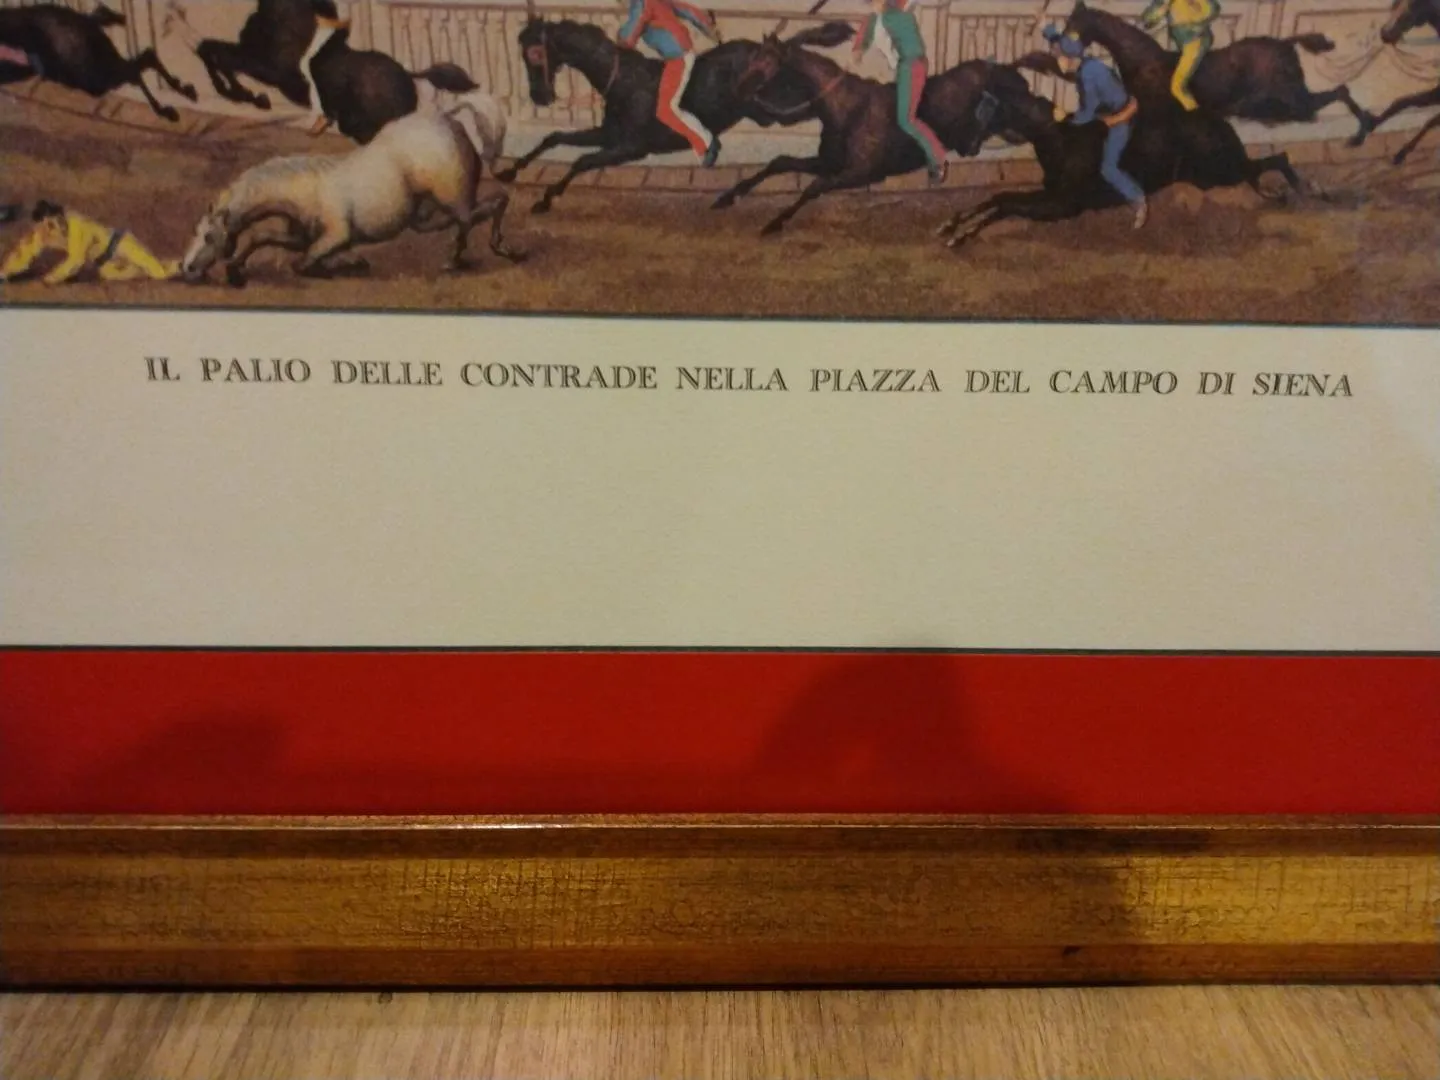 IL PALIO DELLE CONTRADE NELLA PIAZZA DEL CAMPO DI SIENA